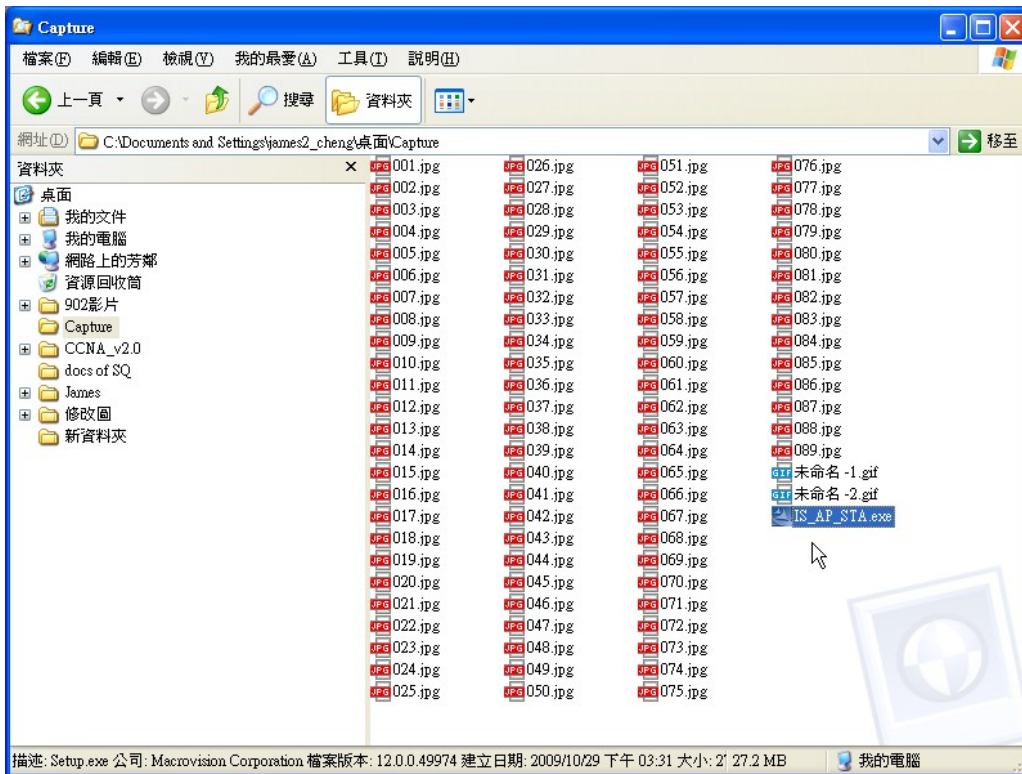 Capture
檔案(F) 編輯(E) 檢視(V) 我的最愛(A) 工具(T) 說明(H)
上一頁 搜尋 資料夾
網址(D) C:\Documents and Settings\james2_cheng\桌面\Capture 移至
資料夾
桌面
我的文件
我的電腦
網路上的芳鄰
資源回收筒
902影片
Capture
CCNA_v2.0
docs of SQ
James
修改圖
新資料夾
001.jpg
002.jpg
003.jpg
004.jpg
005.jpg
006.jpg
007.jpg
008.jpg
009.jpg
010.jpg
011.jpg
012.jpg
013.jpg
014.jpg
015.jpg
016.jpg
017.jpg
018.jpg
019.jpg
020.jpg
021.jpg
022.jpg
023.jpg
024.jpg
025.jpg
026.jpg
027.jpg
028.jpg
029.jpg
030.jpg
031.jpg
032.jpg
033.jpg
034.jpg
035.jpg
036.jpg
037.jpg
038.jpg
039.jpg
040.jpg
041.jpg
042.jpg
043.jpg
044.jpg
045.jpg
046.jpg
047.jpg
048.jpg
049.jpg
050.jpg
051.jpg
052.jpg
053.jpg
054.jpg
055.jpg
056.jpg
057.jpg
058.jpg
059.jpg
060.jpg
061.jpg
062.jpg
063.jpg
064.jpg
065.jpg
066.jpg
067.jpg
068.jpg
069.jpg
070.jpg
071.jpg
072.jpg
073.jpg
074.jpg
075.jpg
076.jpg
077.jpg
078.jpg
079.jpg
080.jpg
081.jpg
082.jpg
083.jpg
084.jpg
085.jpg
086.jpg
087.jpg
088.jpg
089.jpg
未命名 -1.gif
未命名 -2.gif
IS_AP_STA.exe
描述: Setup.exe 公司: Macrovision Corporation 檔案版本: 12.0.0.49974 建立日期: 2009/10/29 下午 03:31 大小: 2 27.2 MB 我的電腦